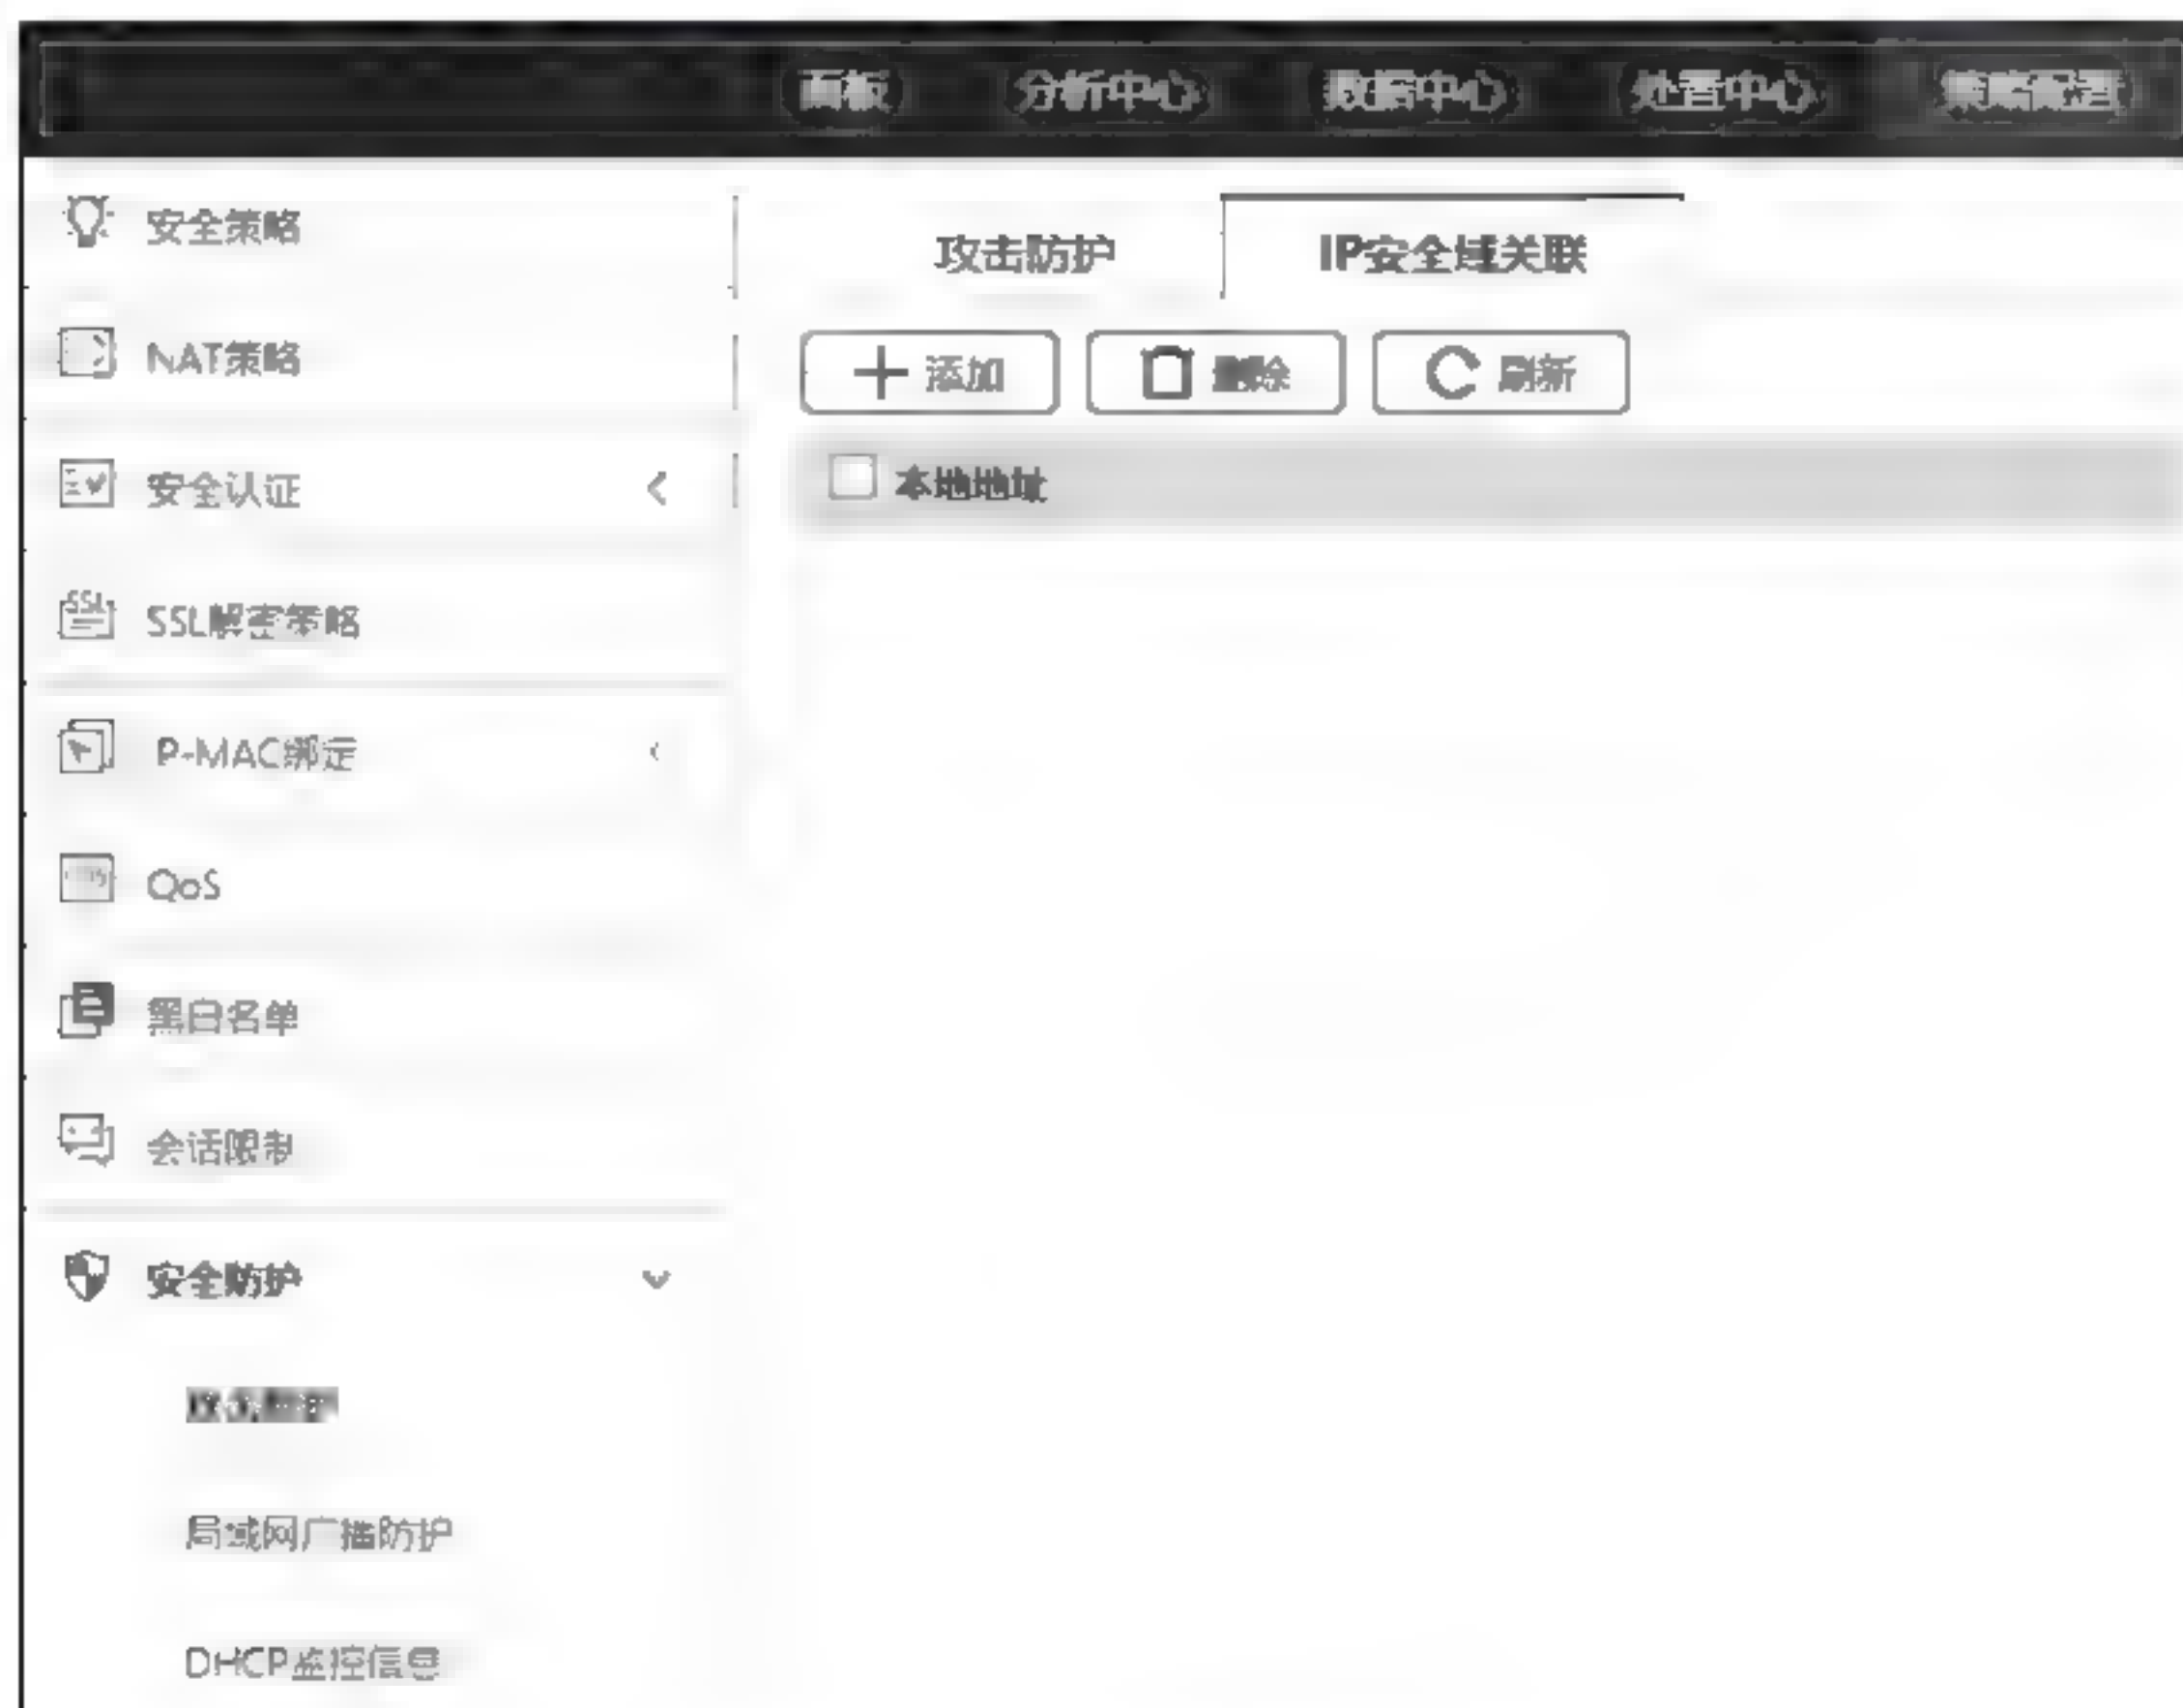 面板 分析中心 数据中心 处置中心 策略配置
安全策略
攻击防护 IP安全域关联
NAT策略
添加 删除 刷新
安全认证
本地地址
SSL解密策略
P-MAC绑定
QoS
黑白名单
会话限制
安全防护
局域网广播防护
DHCP监控信息